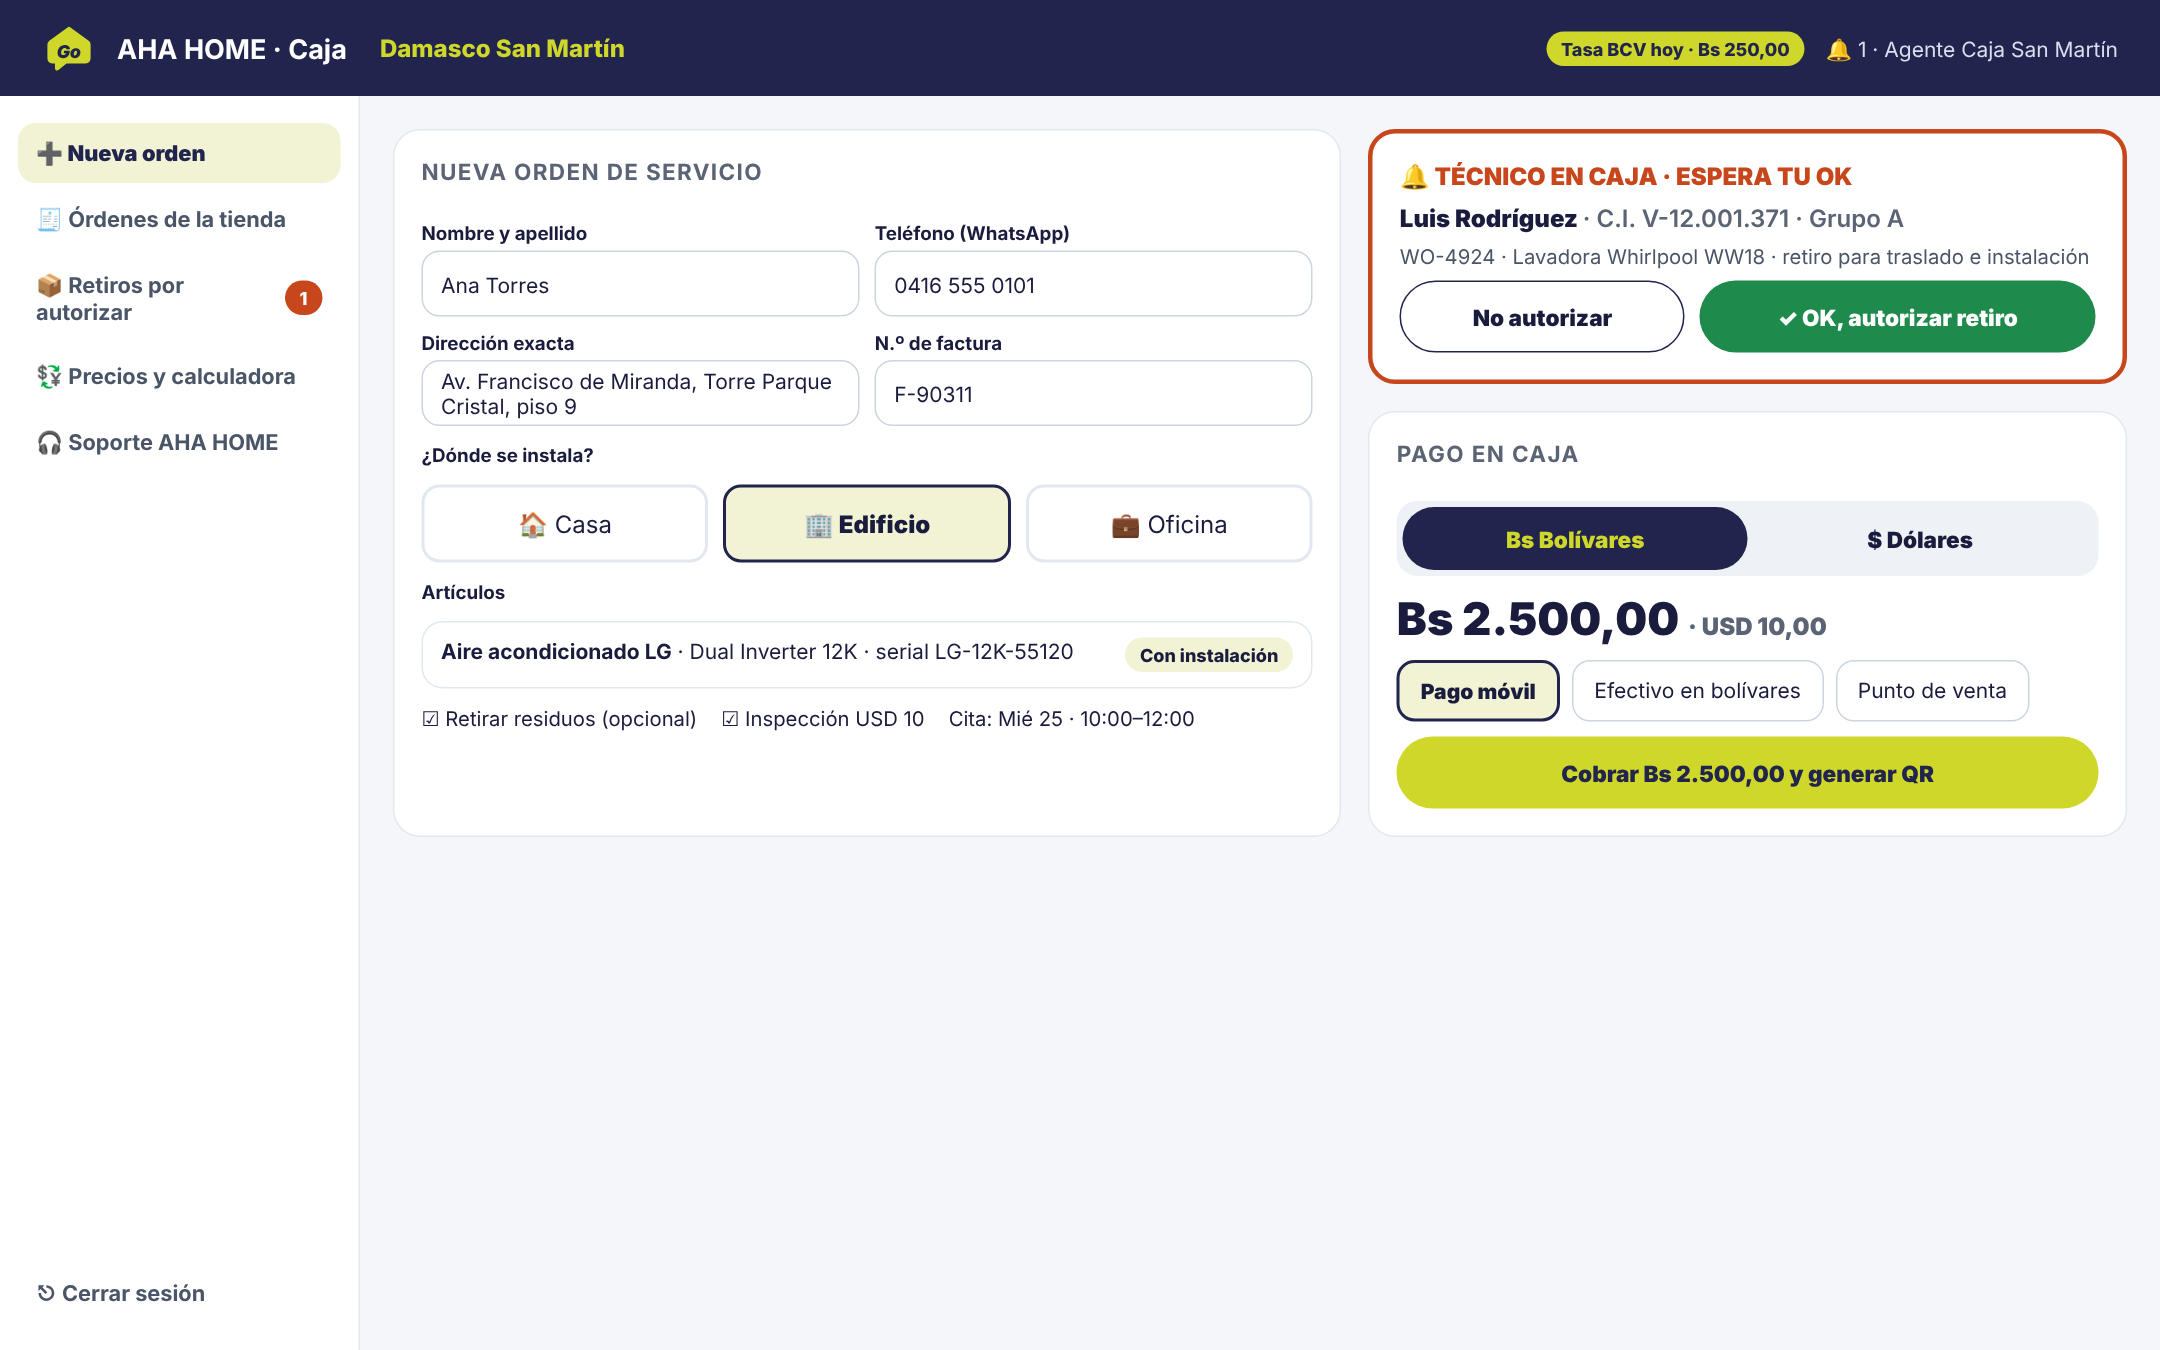 Go
AHA HOME · Caja
Damasco San Martín
Tasa BCV hoy · Bs 250,00
🔔 1 · Agente Caja San Martín
➕ Nueva orden
🧾 Órdenes de la tienda
📦 Retiros por
autorizar
1
💱 Precios y calculadora
🎧 Soporte AHA HOME
⎋ Cerrar sesión
NUEVA ORDEN DE SERVICIO
Nombre y apellido
Ana Torres
Teléfono (WhatsApp)
0416 555 0101
Dirección exacta
Av. Francisco de Miranda, Torre Parque
Cristal, piso 9
N.º de factura
F-90311
¿Dónde se instala?
🏠 Casa
🏢 Edificio
💼 Oficina
Artículos
Aire acondicionado LG · Dual Inverter 12K · serial LG-12K-55120
Con instalación
☑ Retirar residuos (opcional)
☑ Inspección USD 10
Cita: Mié 25 · 10:00–12:00
🔔 TÉCNICO EN CAJA · ESPERA TU OK
Luis Rodríguez · C.I. V-12.001.371 · Grupo A
WO-4924 · Lavadora Whirlpool WW18 · retiro para traslado e instalación
No autorizar
✓ OK, autorizar retiro
PAGO EN CAJA
Bs Bolívares
$ Dólares
Bs 2.500,00 · USD 10,00
Pago móvil
Efectivo en bolívares
Punto de venta
Cobrar Bs 2.500,00 y generar QR